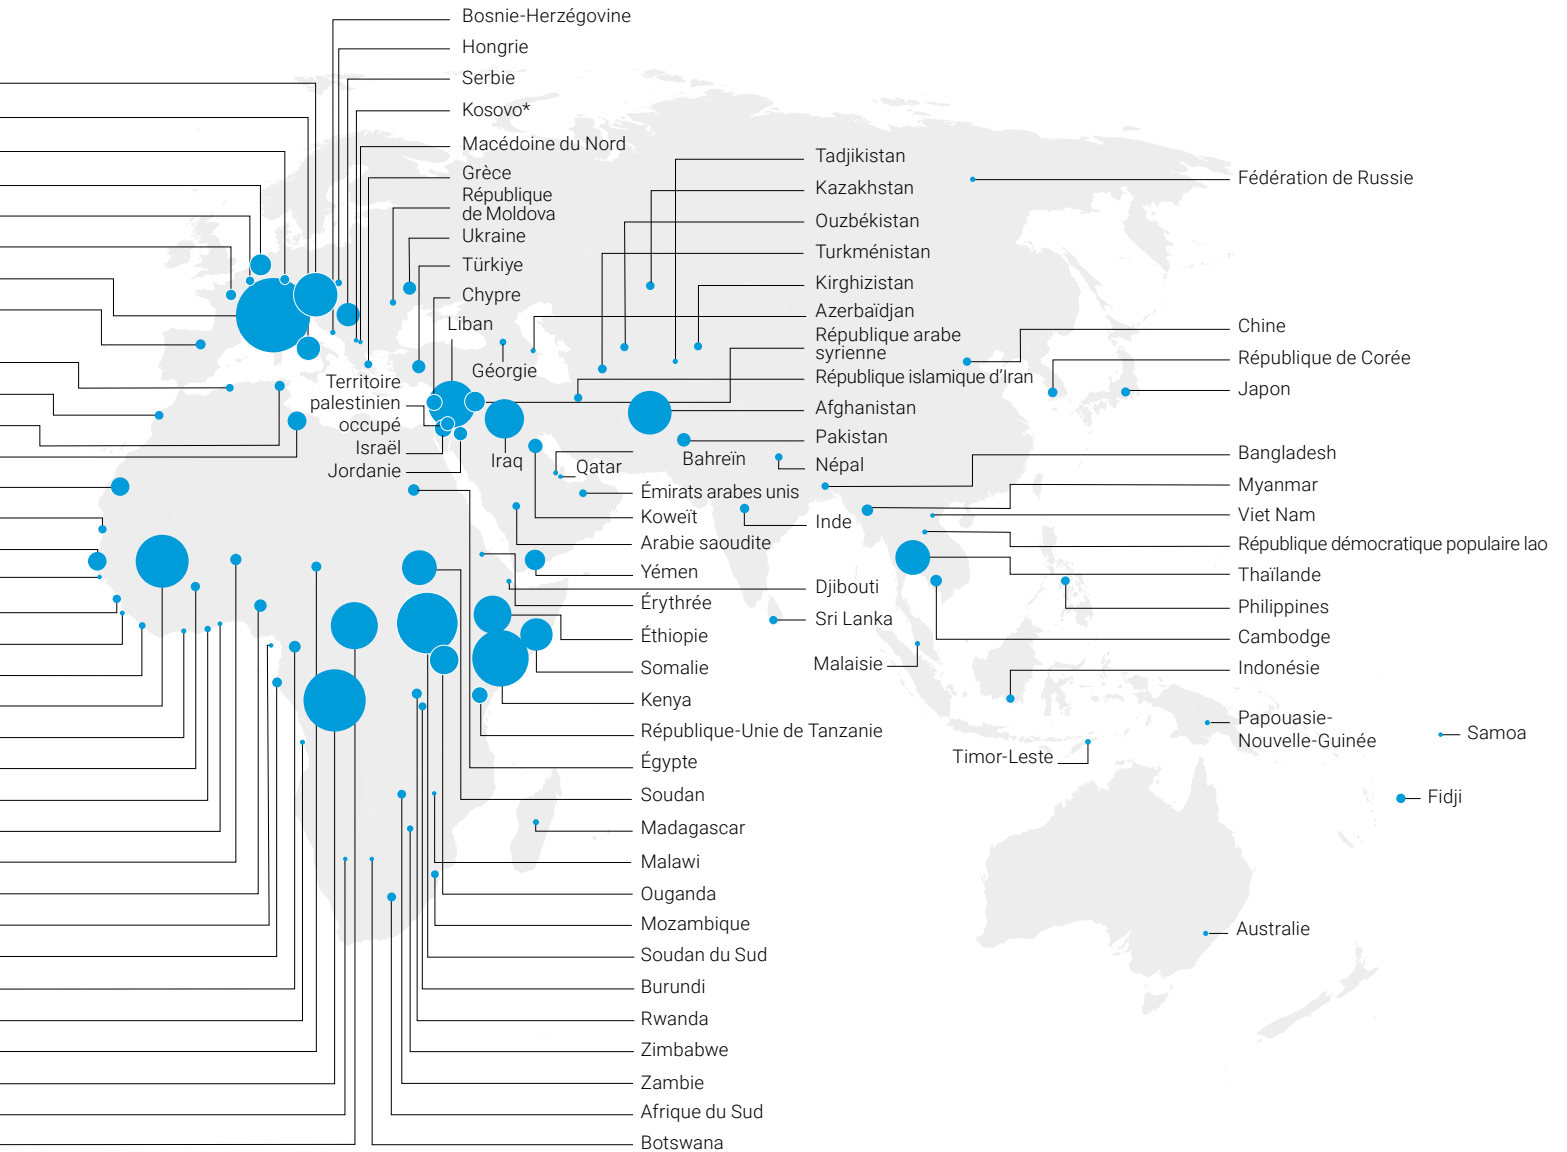 Bosnie-Herzégovine
Hongrie
Serbie
Kosovo*
Macédoine du Nord
Grèce
République
de Moldova
Ukraine
Türkiye
Chypre
Liban
Géorgie
Territoire
palestinien
occupé
Israël
Jordanie
Iraq
Qatar
Bahreïn
Tadjikistan
Kazakhstan
Ouzbékistan
Turkménistan
Kirghizistan
Azerbaïdjan
République arabe
syrienne
République islamique d’Iran
Afghanistan
Pakistan
Népal
Émirats arabes unis
Koweït
Inde
Arabie saoudite
Yémen
Djibouti
Érythrée
Sri Lanka
Éthiopie
Malaisie
Somalie
Kenya
République-Unie de Tanzanie
Égypte
Soudan
Madagascar
Malawi
Ouganda
Mozambique
Soudan du Sud
Burundi
Rwanda
Zimbabwe
Zambie
Afrique du Sud
Botswana
Fédération de Russie
Chine
République de Corée
Japon
Bangladesh
Myanmar
Viet Nam
République démocratique populaire lao
Thaïlande
Philippines
Cambodge
Indonésie
Papouasie-
Nouvelle-Guinée
Samoa
Timor-Leste
Fidji
Australie